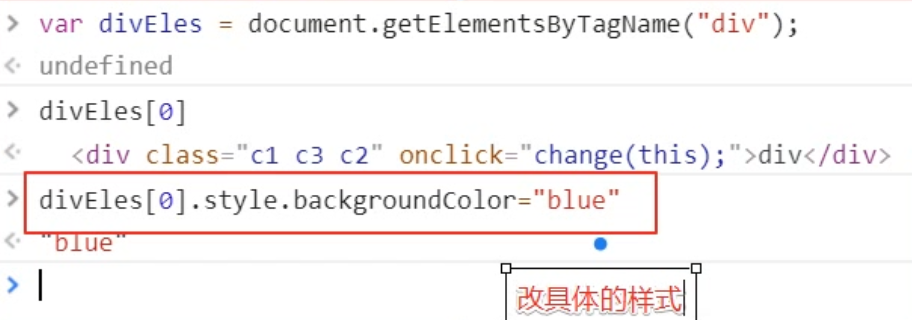 > var divEles = document.getElementsByTagName("div");
< undefined
> divEles[0]
< <div class="c1 c3 c2" onclick="change(this);">div</div>
> divEles[0].style.backgroundColor="blue"
< "blue"
>
改具体的样式